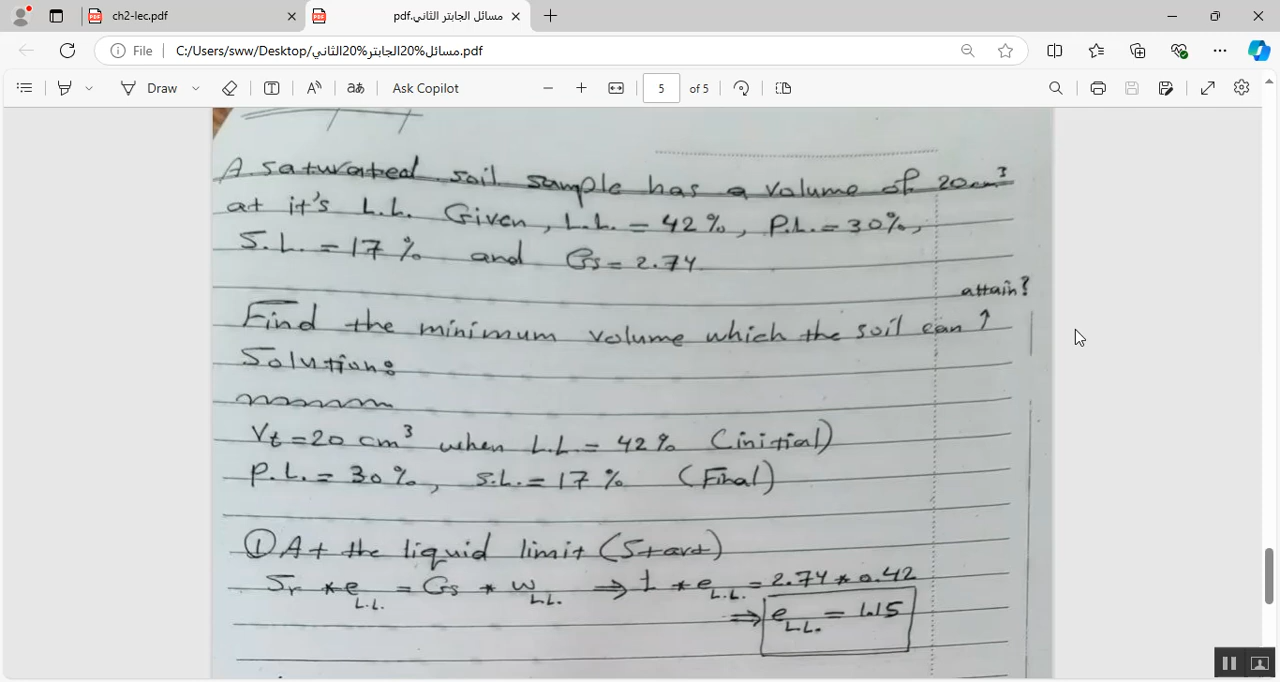 ch2-lec.pdf
مسائل الجابتر الثاني.pdf
File
C:/Users/sww/Desktop/مسائل%20الجابتر%20الثاني.pdf
Draw
Ask Copilot
5
of 5
A saturated soil sample has a volume of 20 cm³
at it's L.L. Given, L.L. = 42%, P.L. = 30%,
S.L. = 17 % and Gs = 2.74
attain?
Find the minimum volume which the soil can ↑
Solution:
Vt = 20 cm³ when L.L. = 42% (initial)
P.L. = 30%, S.L. = 17 % (Final)
① At the liquid limit (Start)
Sr * e L.L. = Gs * w L.L. ⇒ 1 * e L.L. = 2.74 * 0.42
⇒ e L.L. = 1.15